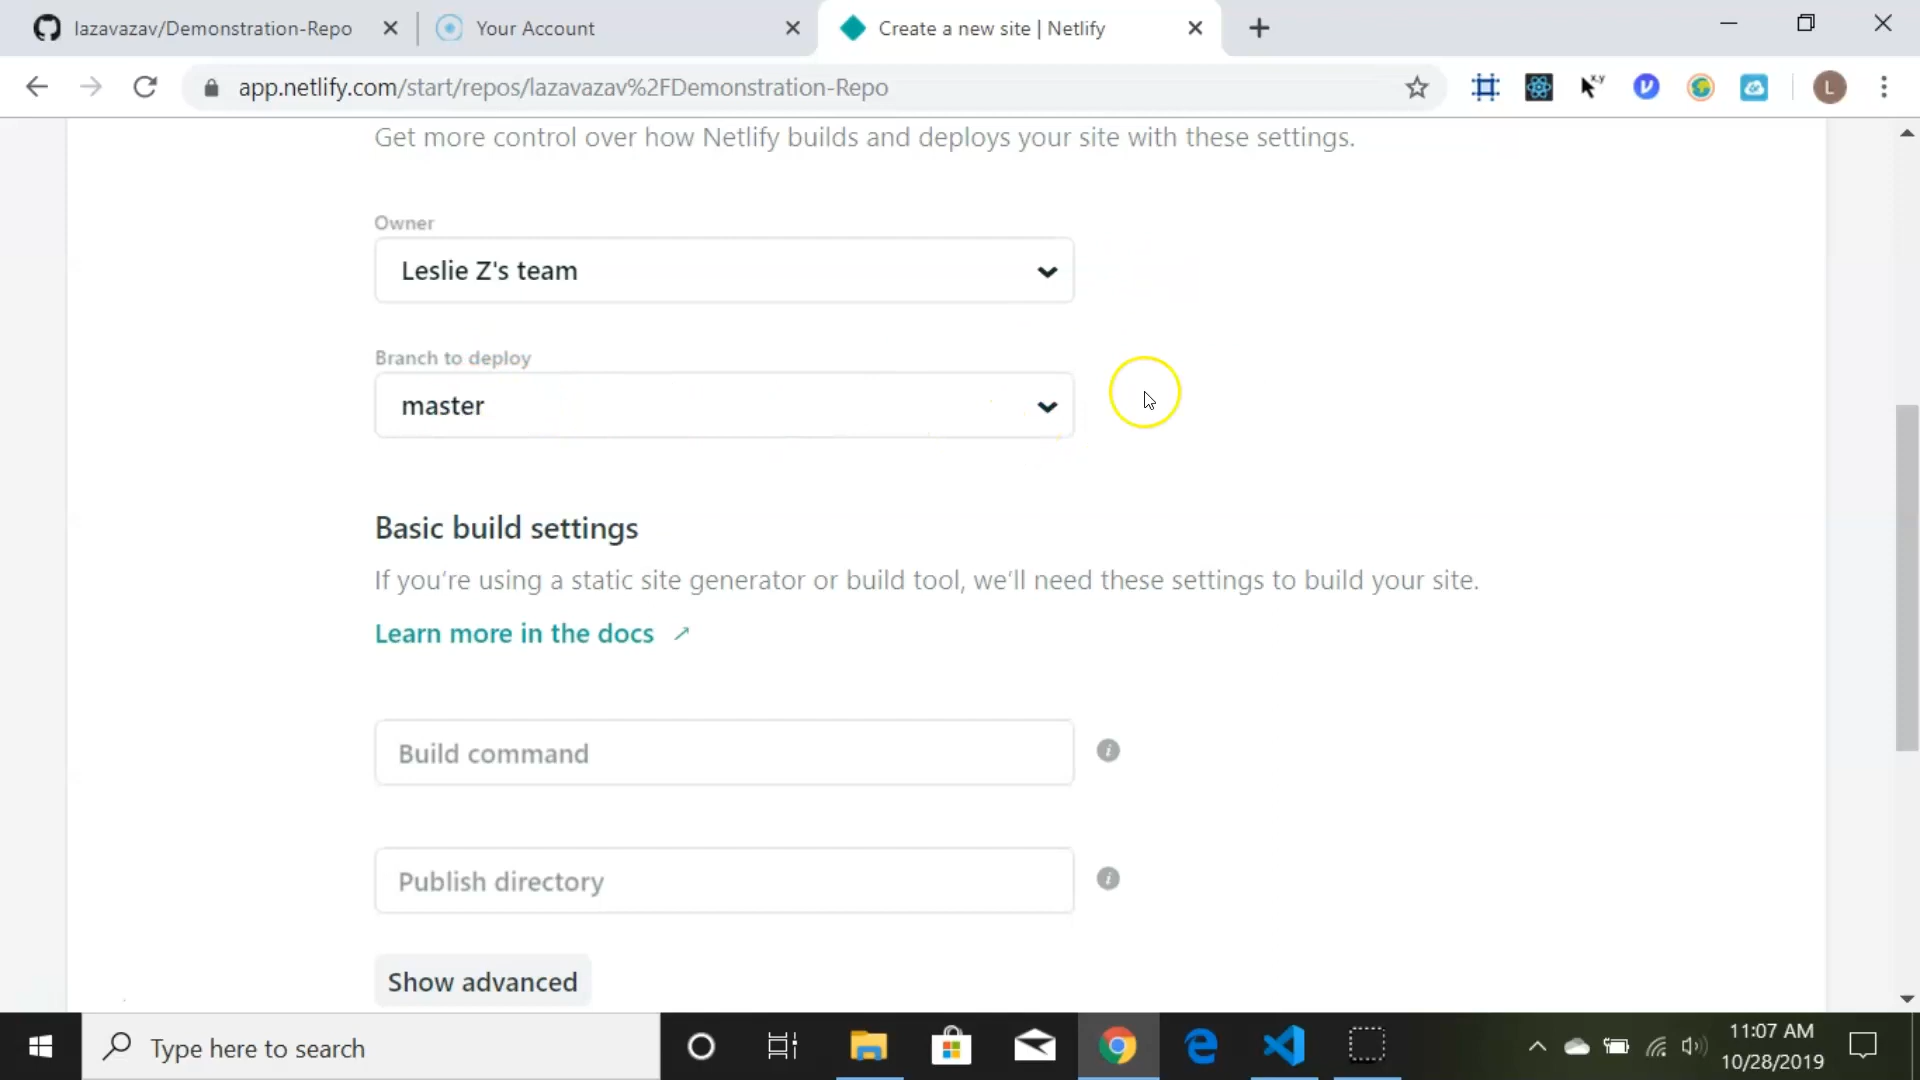 lazavazav/Demonstration-Repo
Your Account
Create a new site | Netlify
app.netlify.com/start/repos/lazavazav%2FDemonstration-Repo
x,y
L
Get more control over how Netlify builds and deploys your site with these settings.
Owner
Leslie Z's team
Branch to deploy
master
Basic build settings
If you’re using a static site generator or build tool, we’ll need these settings to build your site.
Learn more in the docs
Build command
i
Publish directory
i
Show advanced
Type here to search
11:07 AM
10/28/2019